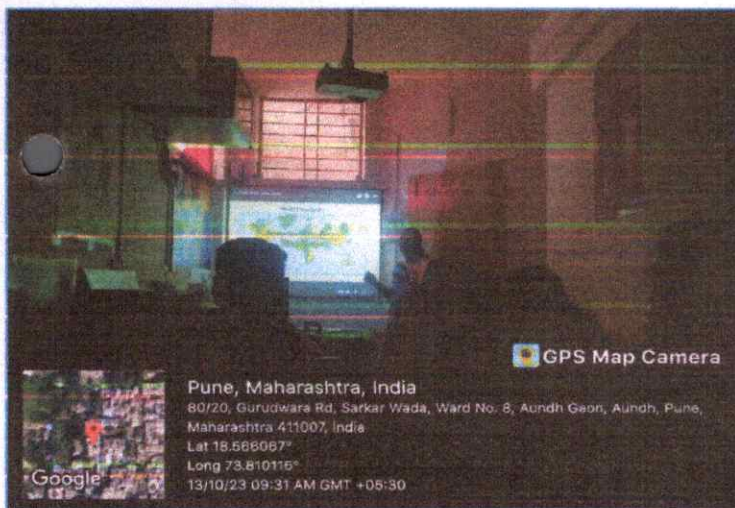 GPS Map Camera
Pune, Maharashtra, India
80/20, Gurudwara Rd, Sarkar Wada, Ward No. 8, Aundh Gaon, Aundh, Pune,
Maharashtra 411007, India
Lat 18.566067°
Long 73.810116°
13/10/23 09:31 AM GMT +05:30
Google